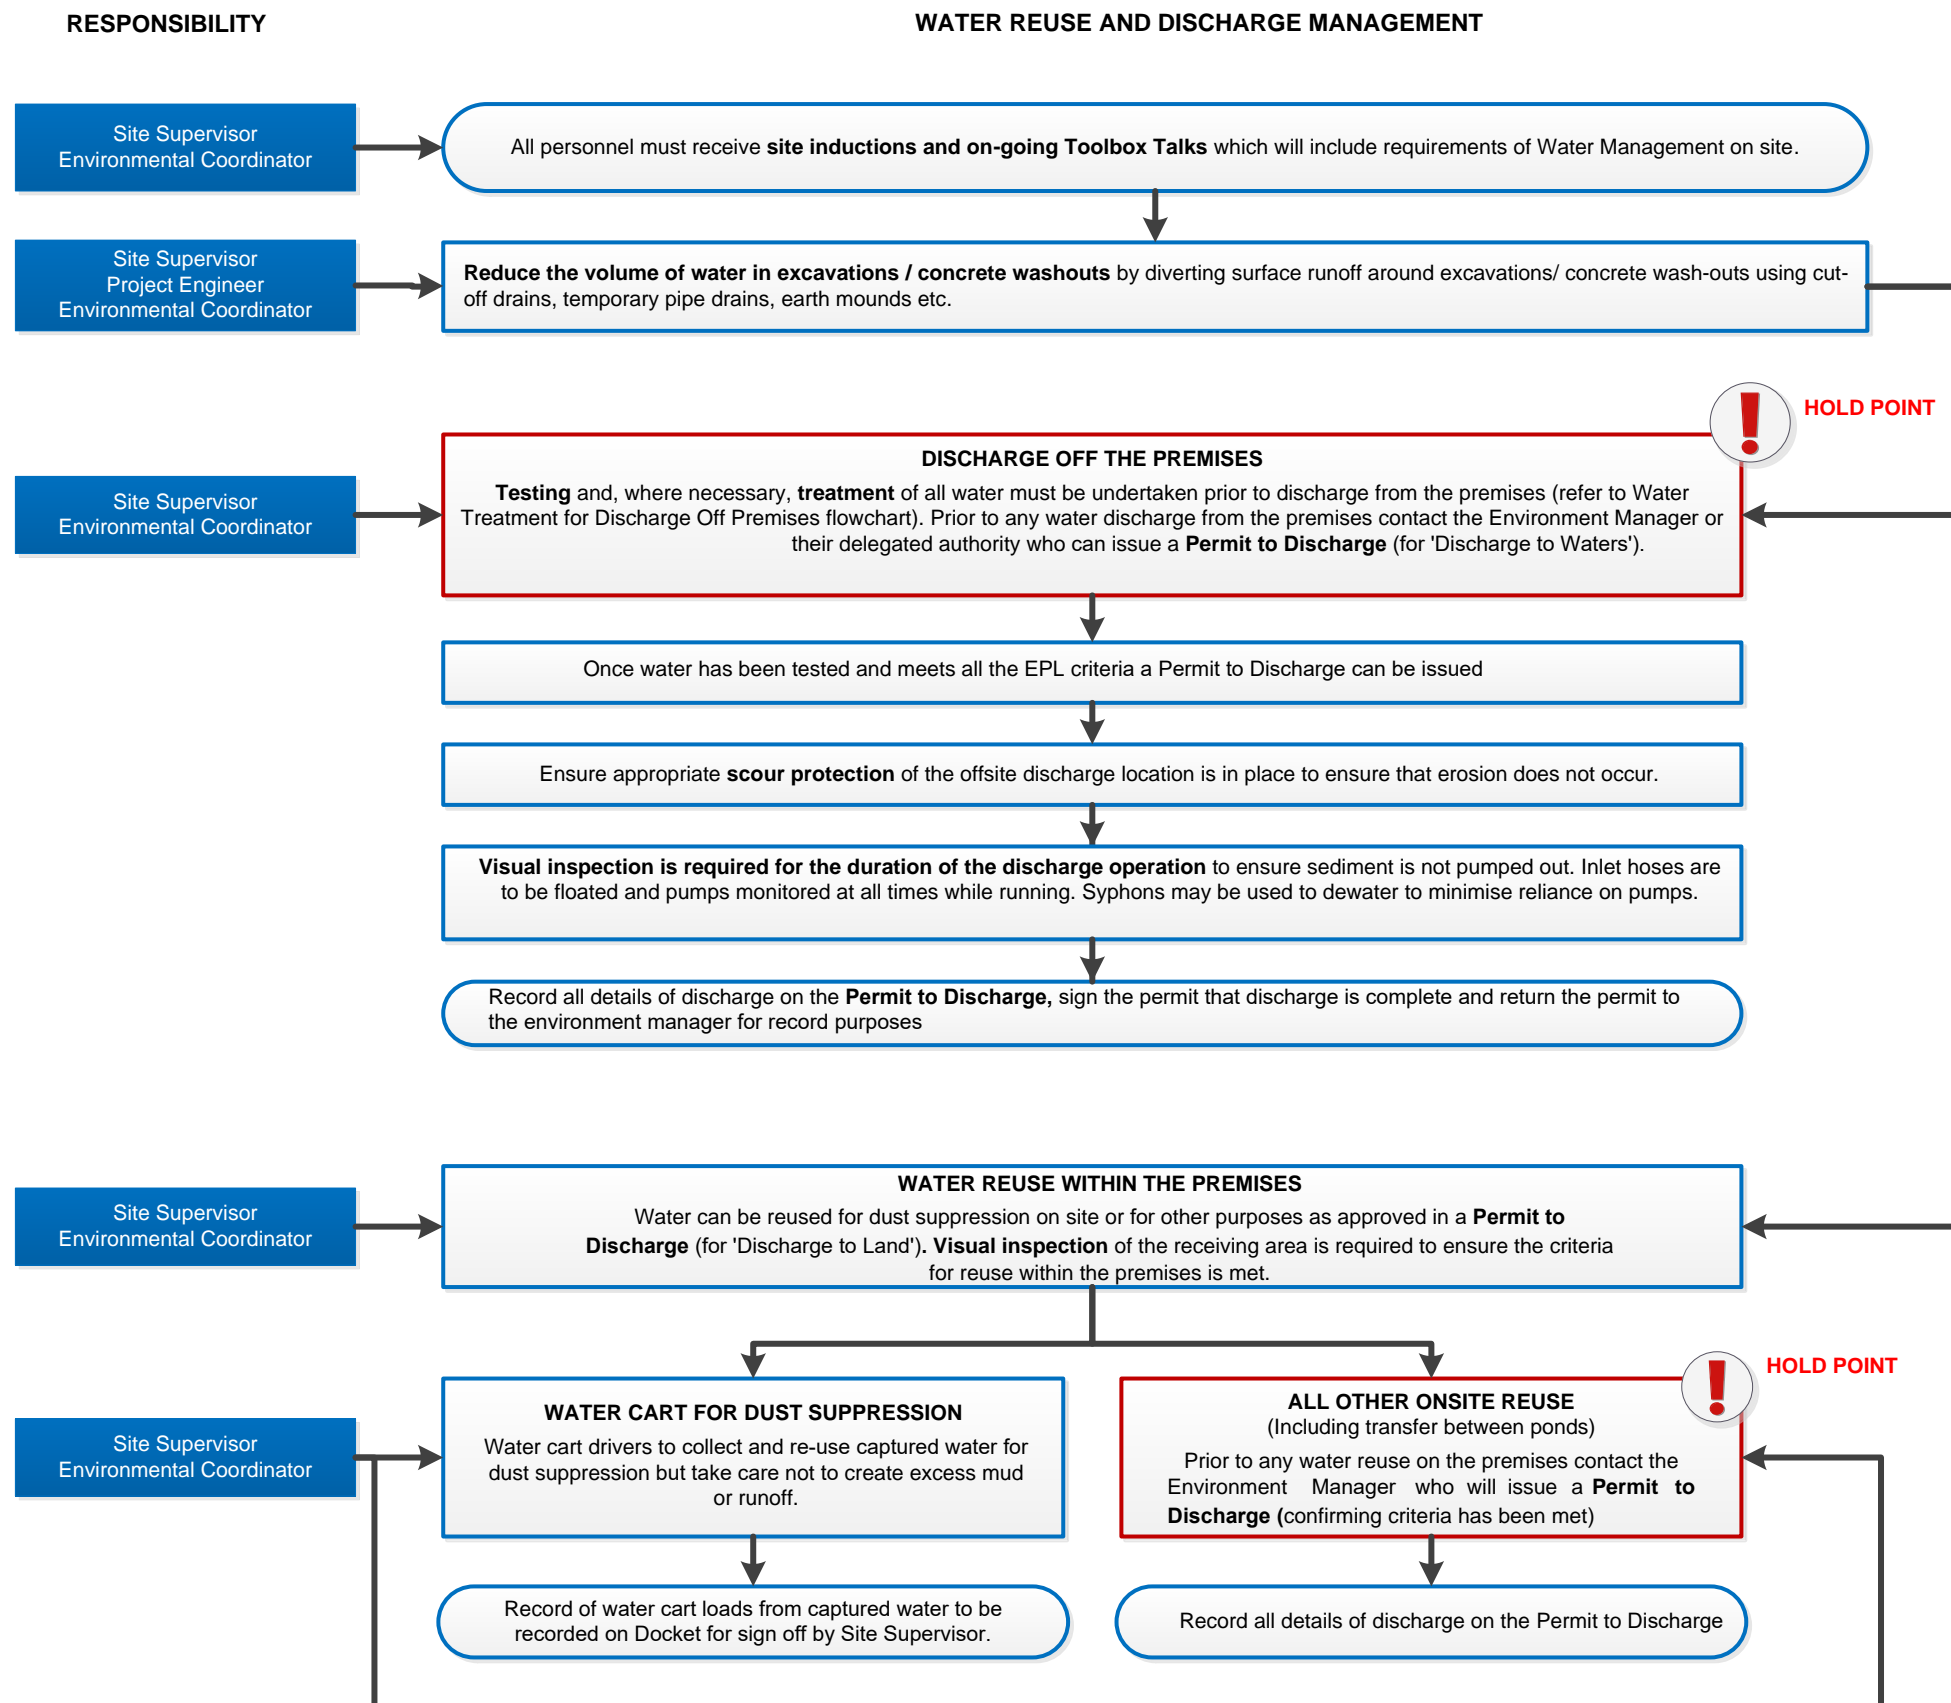 RESPONSIBILITY
WATER REUSE AND DISCHARGE MANAGEMENT
Site Supervisor
Environmental Coordinator
All personnel must receive site inductions and on-going Toolbox Talks which will include requirements of Water Management on site.
Site Supervisor
Project Engineer
Environmental Coordinator
Reduce the volume of water in excavations / concrete washouts by diverting surface runoff around excavations/ concrete wash-outs using cut-
off drains, temporary pipe drains, earth mounds etc.
HOLD POINT
Site Supervisor
Environmental Coordinator
DISCHARGE OFF THE PREMISES
Testing and, where necessary, treatment of all water must be undertaken prior to discharge from the premises (refer to Water
Treatment for Discharge Off Premises flowchart). Prior to any water discharge from the premises contact the Environment Manager or
their delegated authority who can issue a Permit to Discharge (for 'Discharge to Waters').
Once water has been tested and meets all the EPL criteria a Permit to Discharge can be issued
Ensure appropriate scour protection of the offsite discharge location is in place to ensure that erosion does not occur.
Visual inspection is required for the duration of the discharge operation to ensure sediment is not pumped out. Inlet hoses are
to be floated and pumps monitored at all times while running. Syphons may be used to dewater to minimise reliance on pumps.
Record all details of discharge on the Permit to Discharge, sign the permit that discharge is complete and return the permit to
the environment manager for record purposes
Site Supervisor
Environmental Coordinator
WATER REUSE WITHIN THE PREMISES
Water can be reused for dust suppression on site or for other purposes as approved in a Permit to
Discharge (for 'Discharge to Land'). Visual inspection of the receiving area is required to ensure the criteria
for reuse within the premises is met.
HOLD POINT
Site Supervisor
Environmental Coordinator
WATER CART FOR DUST SUPPRESSION
Water cart drivers to collect and re-use captured water for
dust suppression but take care not to create excess mud
or runoff.
ALL OTHER ONSITE REUSE
(Including transfer between ponds)
Prior to any water reuse on the premises contact the
Environment Manager who will issue a Permit to
Discharge (confirming criteria has been met)
Record of water cart loads from captured water to be
recorded on Docket for sign off by Site Supervisor.
Record all details of discharge on the Permit to Discharge